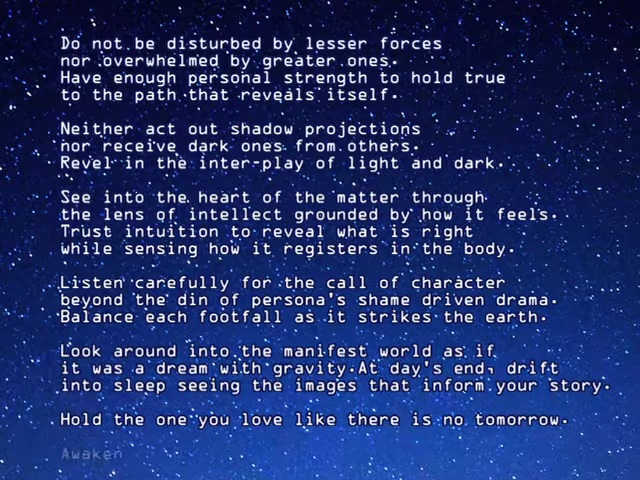 Do not be disturbed by lesser forces
nor overwhelmed by greater ones.
Have enough personal strength to hold true
to the path that reveals itself.
Neither act out shadow projections
nor receive dark ones from others.
Revel in the inter-play of light and dark.
See into the heart of the matter through
the lens of intellect grounded by how it feels.
Trust intuition to reveal what is right
while sensing how it registers in the body.
Listen carefully for the call of character
beyond the din of persona's shame driven drama.
Balance each footfall as it strikes the earth.
Look around into the manifest world as if
it was a dream with gravity.At day's end, drift
into sleep seeing the images that inform your story.
Hold the one you love like there is no tomorrow.
Awaken